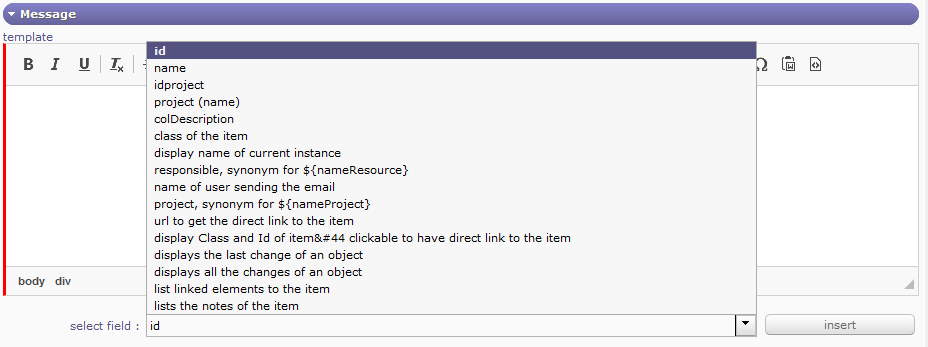 Message
template
B I U Tx Ω
id
name
idproject
project (name)
colDescription
class of the item
display name of current instance
responsible, synonym for ${nameResource}
name of user sending the email
project, synonym for ${nameProject}
url to get the direct link to the item
display Class and Id of item&#44 clickable to have direct link to the item
displays the last change of an object
displays all the changes of an object
list linked elements to the item
lists the notes of the item
body div
select field : id insert